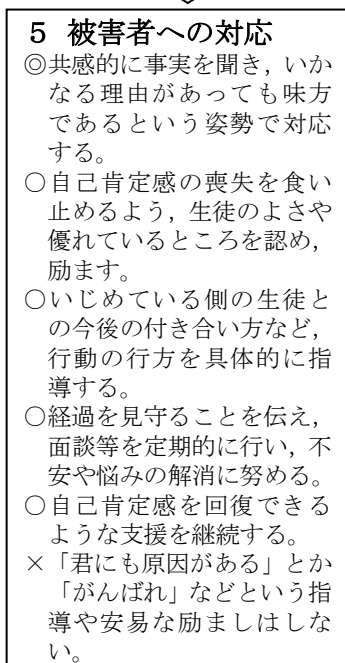 5 被害者への対応
◎共感的に事実を聞き，いか
なる理由があっても味方
であるという姿勢で対応
する。
○自己肯定感の喪失を食い
止めるよう，生徒のよさや
優れているところを認め，
励ます。
○いじめている側の生徒と
の今後の付き合い方など，
行動の行方を具体的に指
導する。
○経過を見守ることを伝え，
面談等を定期的に行い，不
安や悩みの解消に努める。
○自己肯定感を回復できる
ような支援を継続する。
×「君にも原因がある」とか
「がんばれ」などという指
導や安易な励ましはしな
い。